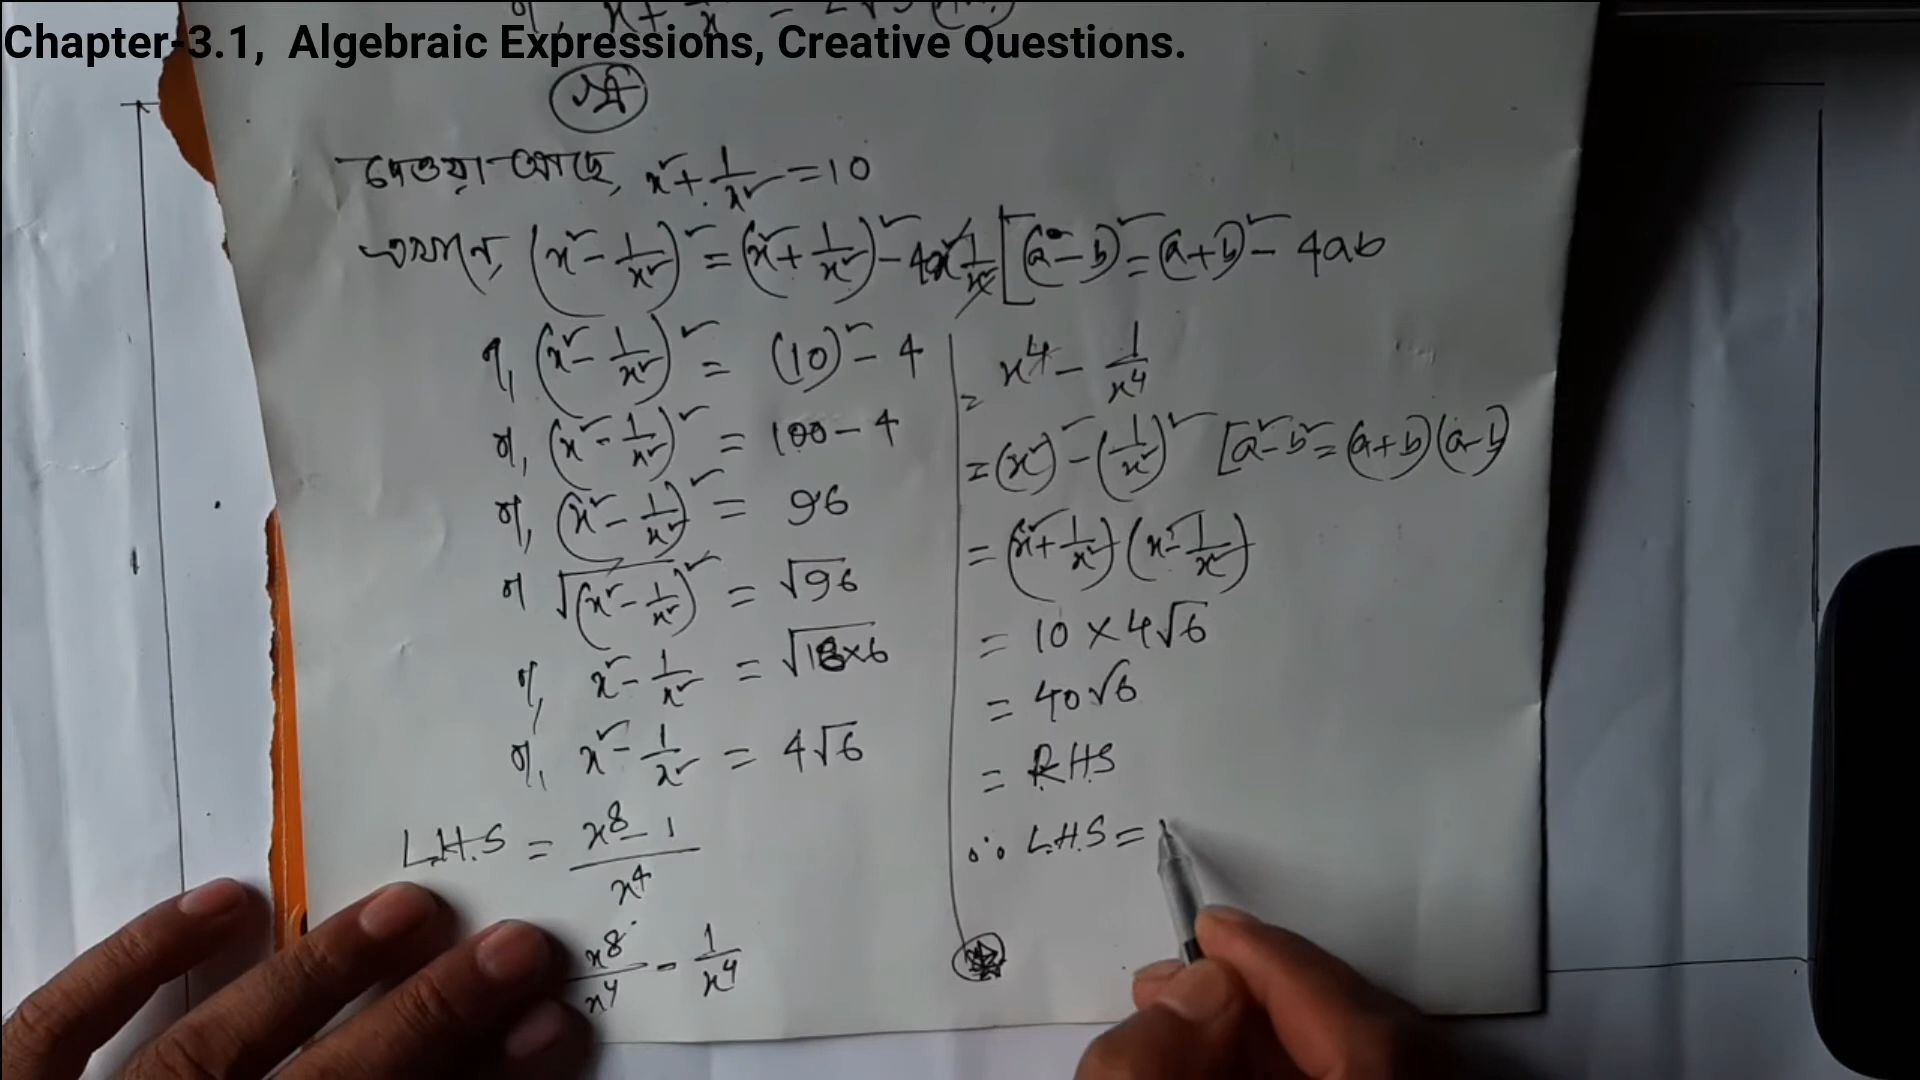 বা, x + 1/x = 2√3
Chapter-3.1, Algebraic Expressions, Creative Questions.
দেওয়া আছে, x² + 1/x² = 10
(x² - 1/x²)² = (x² + 1/x²)² - 4x² 1/x² [(a - b)² = (a+b)² - 4ab
বা, (x² - 1/x²)² = (10)² - 4
বা, (x² - 1/x²)² = 100 - 4
বা, (x² - 1/x²)² = 96
বা √(x² - 1/x²)² = √96
বা, x² - 1/x² = √16×6
বা, x² - 1/x² = 4√6
L.H.S = x⁸ - 1 / x⁴
x⁸/x⁴ - 1/x⁴
= x⁴ - 1/x⁴
= (x²)² - (1/x²)² [a² - b² = (a+b)(a-b)
= (x² + 1/x²)(x² - 1/x²)
= 10 × 4√6
= 40√6
= RHS
∴ L.H.S =